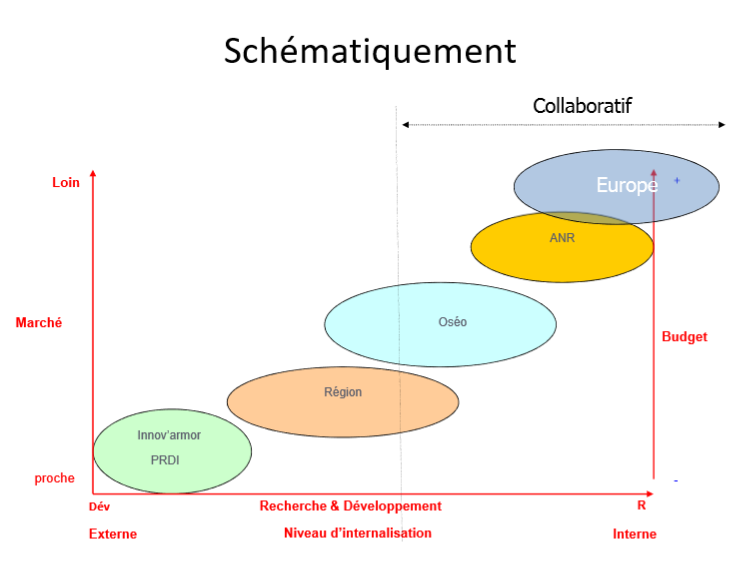 Schématiquement
Collaboratif
Loin
Europe
+
ANR
Marché
Oséo
Budget
Région
Innov'armor
PRDI
proche
-
Dév
Recherche & Développement
R
Externe
Niveau d'internalisation
Interne